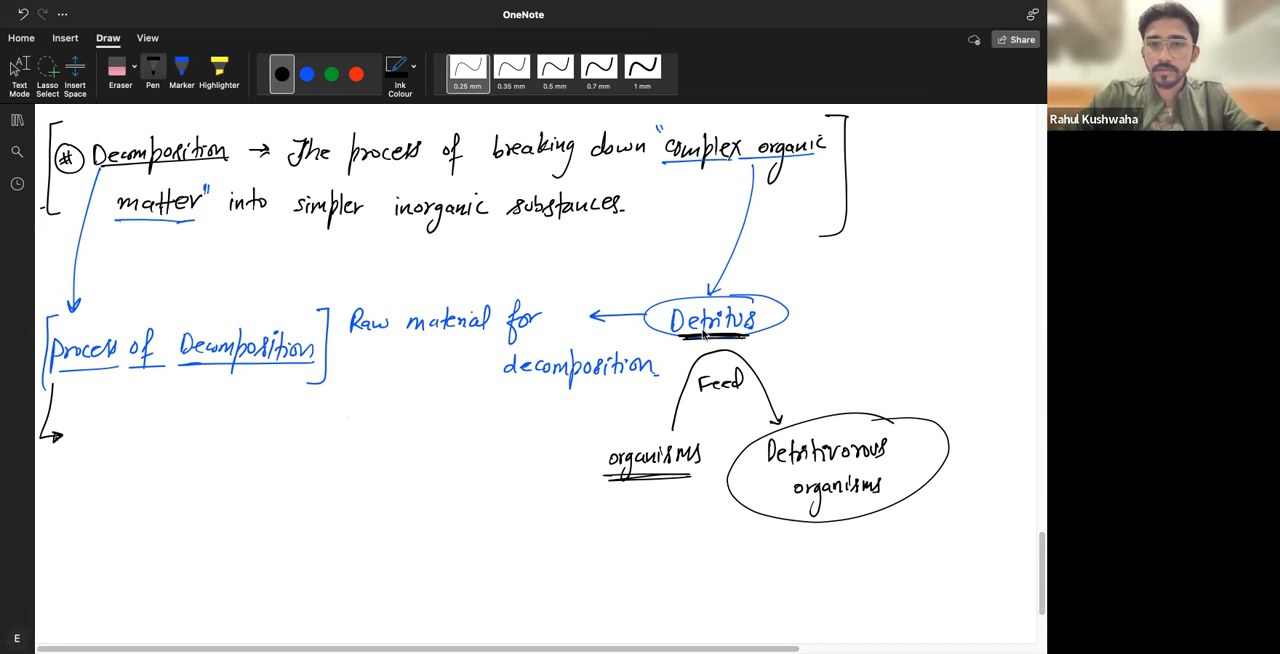 OneNote
Home Insert Draw View
Share
Text Mode
Lasso Select
Insert Space
Eraser
Pen
Marker
Highlighter
0.25 mm
0.35 mm
0.5 mm
0.7 mm
1 mm
Ink Colour
Rahul Kushwaha
# Decomposition → The process of breaking down "complex organic
matter" into simpler inorganic substances.
Detritus
Raw material for
decomposition
[Process of Decomposition]
Feed
organisms
Detritivorous
organisms
E